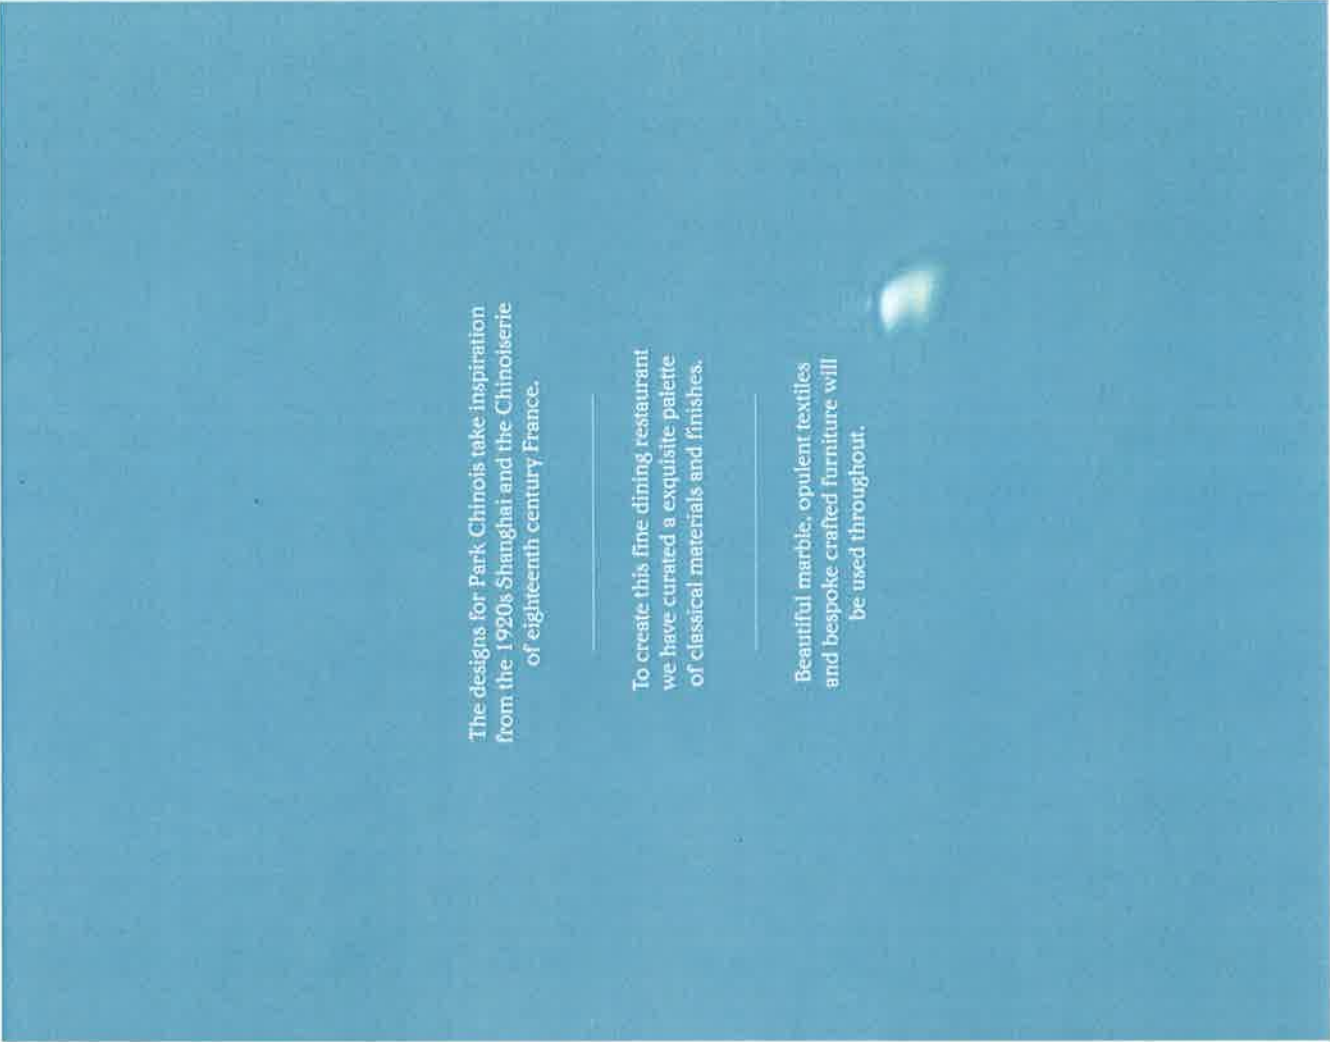 The designs for Park Chinois take inspiration
from the 1920s Shanghai and the Chinoiserie
of eighteenth century France.
To create this fine dining restaurant
we have curated a exquisite palette
of classical materials and finishes.
Beautiful marble, opulent textiles
and bespoke crafted furniture will
be used throughout.